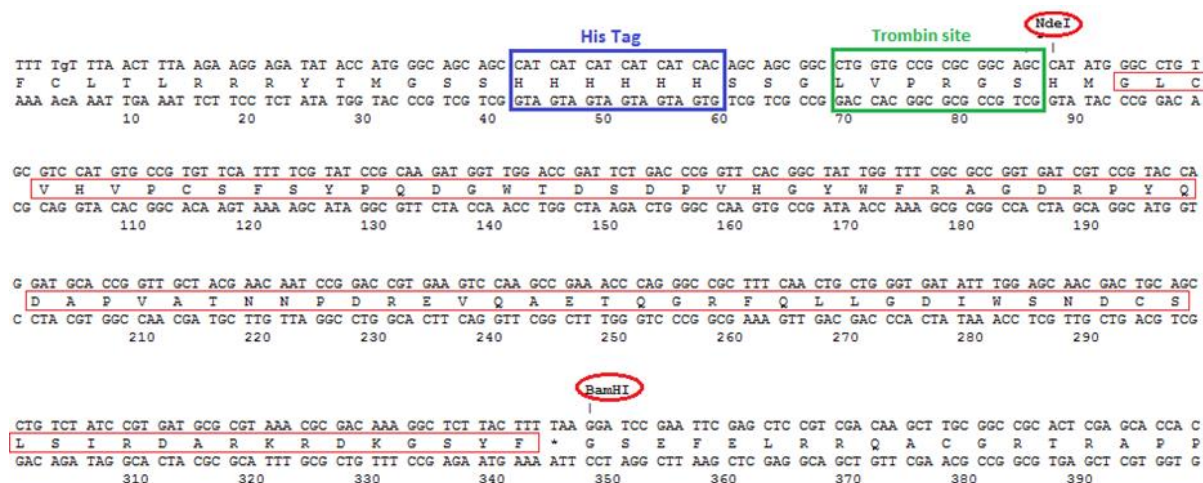 NdeI
His Tag
Trombin site
TTT TgT TTA ACT TTA AGA AGG AGA TAT ACC ATG GGC AGC AGC CAT CAT CAT CAT CAT CAC AGC AGC GGC CTG GTG CCG CGC GGC AGC CAT ATG GGC CTG T
F C L T L R R R Y T M G S S H H H H H H S S G L V P R G S H M G L C
AAA AcA AAT TGA AAT TCT TCC TCT ATA TGG TAC CCG TCG TCG GTA GTA GTA GTA GTA GTG TCG TCG CCG GAC CAC GGC GCG CCG TCG GTA TAC CCG GAC A
10 20 30 40 50 60 70 80 90
GC GTC CAT GTG CCG TGT TCA TTT TCG TAT CCG CAA GAT GGT TGG ACC GAT TCT GAC CCG GTT CAC GGC TAT TGG TTT CGC GCC GGT GAT CGT CCG TAC CA
V H V P C S F S Y P Q D G W T D S D P V H G Y W F R A G D R P Y Q
CG CAG GTA CAC GGC ACA AGT AAA AGC ATA GGC GTT CTA CCA ACC TGG CTA AGA CTG GGC CAA GTG CCG ATA ACC AAA GCG CGG CCA CTA GCA GGC ATG GT
110 120 130 140 150 160 170 180 190
G GAT GCA CCG GTT GCT ACG AAC AAT CCG GAC CGT GAA GTC CAA GCC GAA ACC CAG GGC CGC TTT CAA CTG CTG GGT GAT ATT TGG AGC AAC GAC TGC AGC
D A P V A T N N P D R E V Q A E T Q G R F Q L L G D I W S N D C S
C CTA CGT GGC CAA CGA TGC TTG TTA GGC CTG GCA CTT CAG GTT CGG CTT TGG GTC CCG GCG AAA GTT GAC GAC CCA CTA TAA ACC TCG TTG CTG ACG TCG
210 220 230 240 250 260 270 280 290
BamHI
CTG TCT ATC CGT GAT GCG CGT AAA CGC GAC AAA GGC TCT TAC TTT TAA GGA TCC GAA TTC GAG CTC CGT CGA CAA GCT TGC GGC CGC ACT CGA GCA CCA C
L S I R D A R K R D K G S Y F * G S E F E L R R Q A C G R T R A P P
GAC AGA TAG GCA CTA CGC GCA TTT GCG CTG TTT CCG AGA ATG AAA ATT CCT AGG CTT AAG CTC GAG GCA GCT GTT CGA ACG CCG GCG TGA GCT CGT GGT G
310 320 330 340 350 360 370 380 390